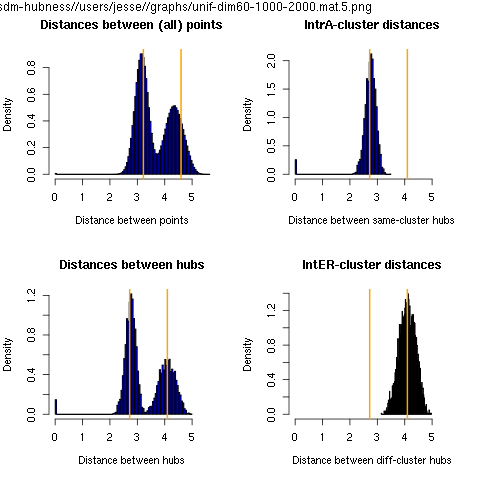 sdm-hubness//users/jesse//graphs/unif-dim60-1000-2000.mat.5.png
Distances between (all) points
Density
0.0 0.2 0.4 0.6 0.8
0 1 2 3 4 5
Distance between points
IntrA-cluster distances
Density
0.0 0.5 1.0 1.5 2.0
0 1 2 3 4 5
Distance between same-cluster hubs
Distances between hubs
Density
0.0 0.4 0.8 1.2
0 1 2 3 4 5
Distance between hubs
IntER-cluster distances
Density
0.0 0.4 0.8 1.2
0 1 2 3 4 5
Distance between diff-cluster hubs